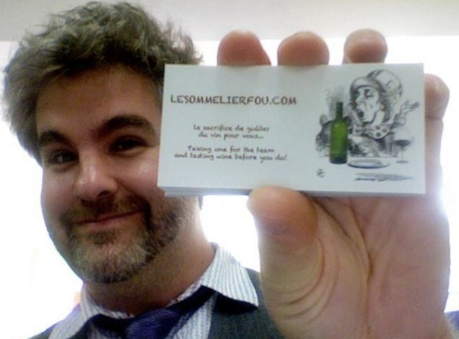 LESOMMELIERFOU.COM
le sacrifice de goûter
du vin pour vous...
Taking one for the team
and tasting wine before you do!